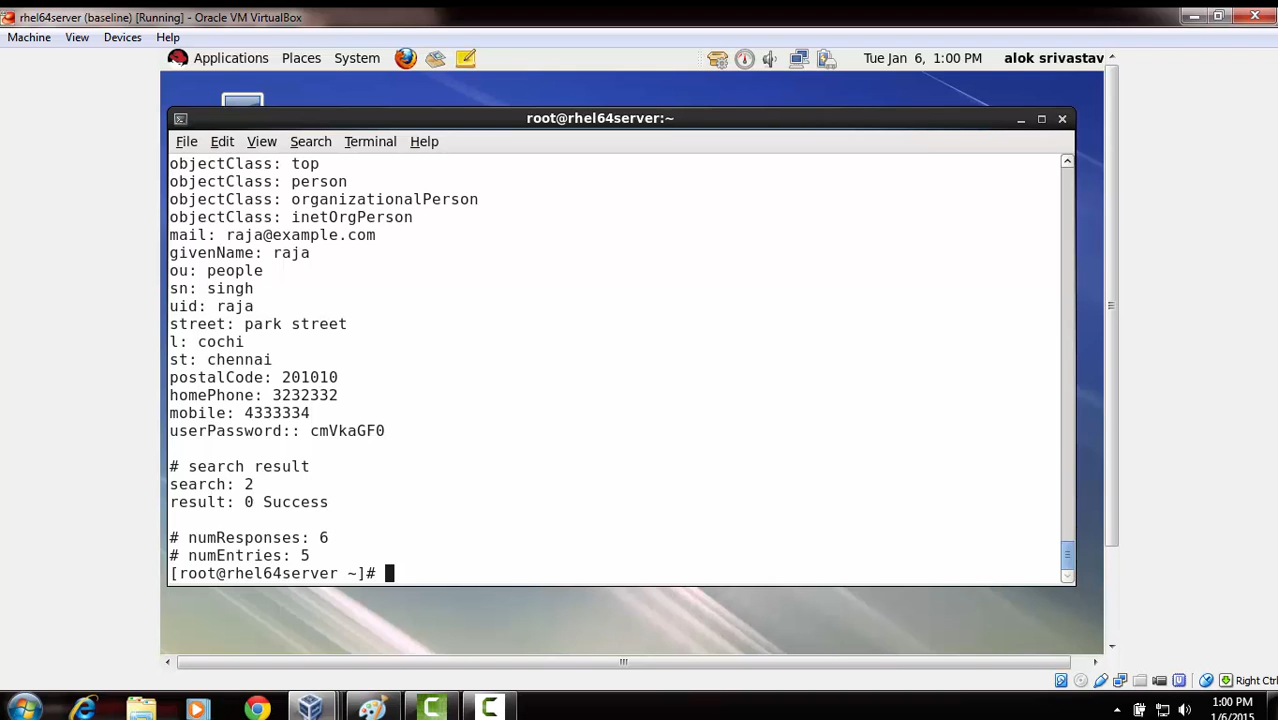 rhel64server (baseline) [Running] - Oracle VM VirtualBox
Machine View Devices Help
Applications Places System Tue Jan 6, 1:00 PM alok srivastav
root@rhel64server:~
File Edit View Search Terminal Help
objectClass: top
objectClass: person
objectClass: organizationalPerson
objectClass: inetOrgPerson
mail: raja@example.com
givenName: raja
ou: people
sn: singh
uid: raja
street: park street
l: cochi
st: chennai
postalCode: 201010
homePhone: 3232332
mobile: 4333334
userPassword:: cmVkaGF0
# search result
search: 2
result: 0 Success
# numResponses: 6
# numEntries: 5
[root@rhel64server ~]#
Right Ctrl
1:00 PM
1/6/2015